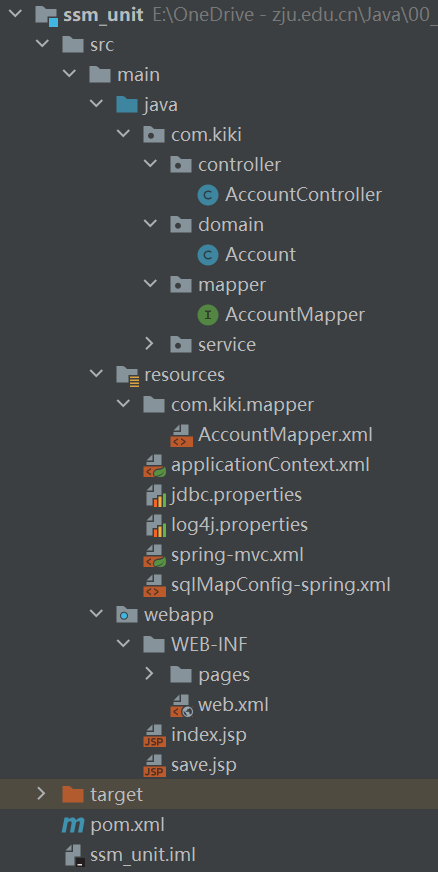 ssm_unit E:\OneDrive - zju.edu.cn\Java\00_
src
main
java
com.kiki
controller
C AccountController
domain
C Account
mapper
I AccountMapper
service
resources
com.kiki.mapper
AccountMapper.xml
applicationContext.xml
jdbc.properties
log4j.properties
spring-mvc.xml
sqlMapConfig-spring.xml
webapp
WEB-INF
pages
web.xml
JSP index.jsp
JSP save.jsp
target
m pom.xml
ssm_unit.iml